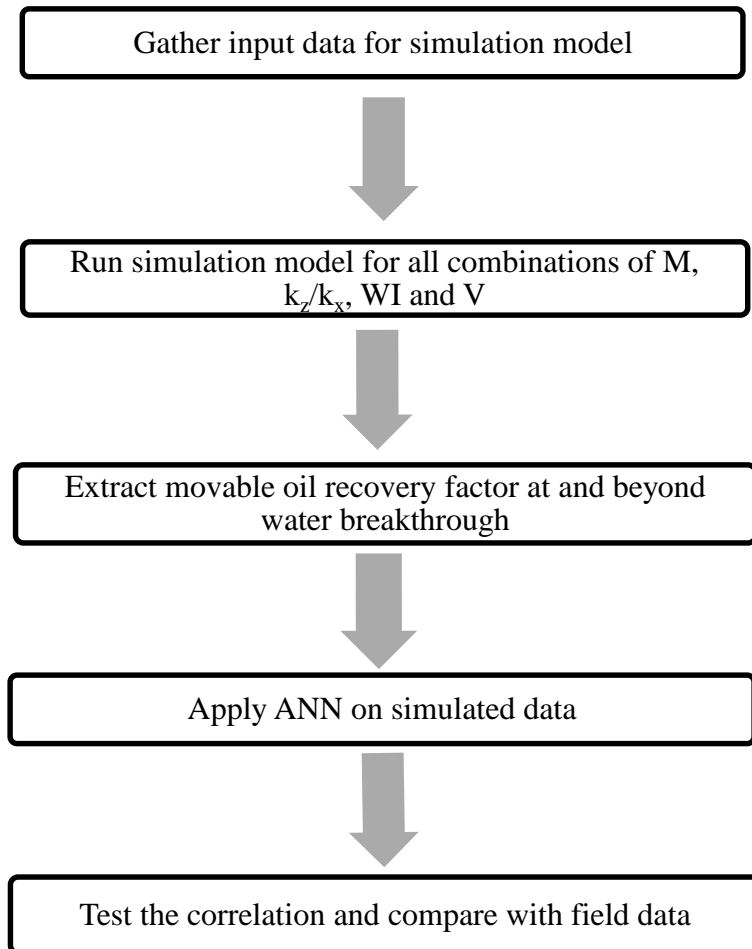 Gather input data for simulation model
Run simulation model for all combinations of M,
k_z/k_x, WI and V
Extract movable oil recovery factor at and beyond
water breakthrough
Apply ANN on simulated data
Test the correlation and compare with field data